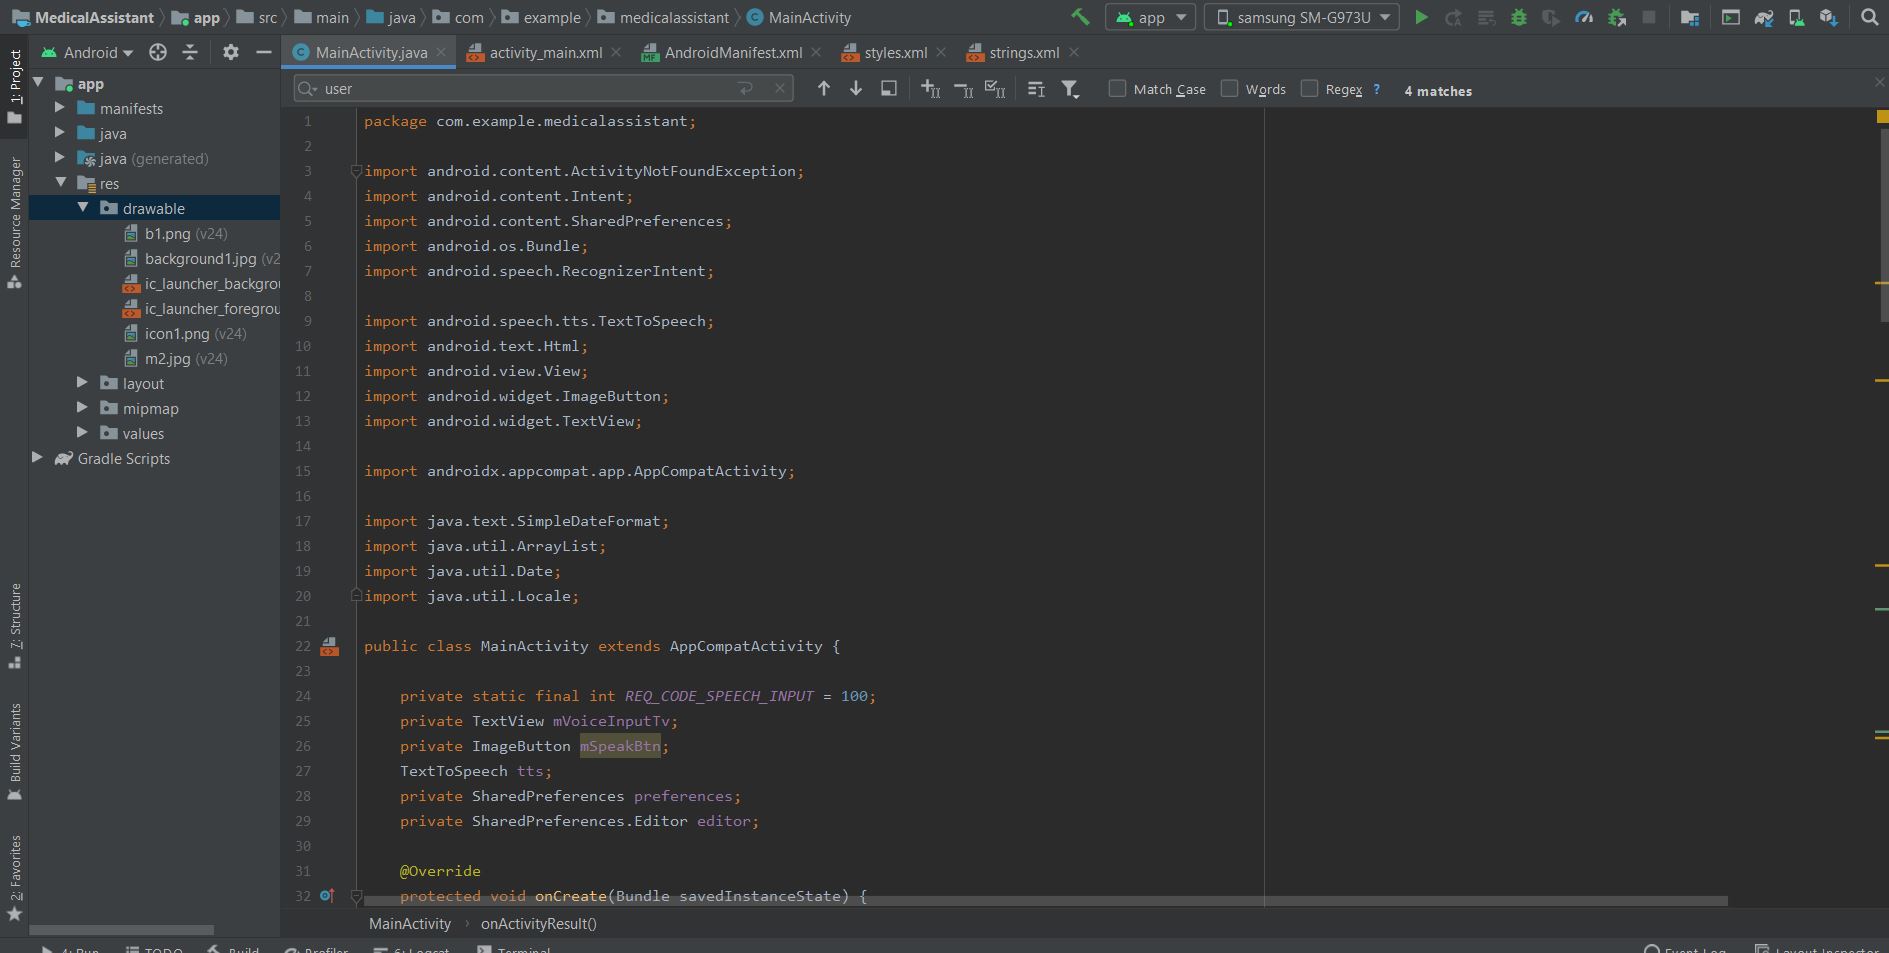 MedicalAssistant app src main java com example medicalassistant MainActivity
app samsung SM-G973U
Android
MainActivity.java activity_main.xml AndroidManifest.xml styles.xml strings.xml
user
Match Case Words Regex ? 4 matches
1: Project
Resource Manager
7: Structure
Build Variants
2: Favorites
app
manifests
java
java (generated)
res
drawable
b1.png (v24)
background1.jpg (v2
ic_launcher_backgrou
ic_launcher_foregrou
icon1.png (v24)
m2.jpg (v24)
layout
mipmap
values
Gradle Scripts
1 package com.example.medicalassistant;
2
3 import android.content.ActivityNotFoundException;
4 import android.content.Intent;
5 import android.content.SharedPreferences;
6 import android.os.Bundle;
7 import android.speech.RecognizerIntent;
8
9 import android.speech.tts.TextToSpeech;
10 import android.text.Html;
11 import android.view.View;
12 import android.widget.ImageButton;
13 import android.widget.TextView;
14
15 import androidx.appcompat.app.AppCompatActivity;
16
17 import java.text.SimpleDateFormat;
18 import java.util.ArrayList;
19 import java.util.Date;
20 import java.util.Locale;
21
22 public class MainActivity extends AppCompatActivity {
23
24 private static final int REQ_CODE_SPEECH_INPUT = 100;
25 private TextView mVoiceInputTv;
26 private ImageButton mSpeakBtn;
27 TextToSpeech tts;
28 private SharedPreferences preferences;
29 private SharedPreferences.Editor editor;
30
31 @Override
32 protected void onCreate(Bundle savedInstanceState) {
MainActivity onActivityResult()
4: Run TODO Build Profiler 6: Logcat Terminal Event Log Layout Inspector